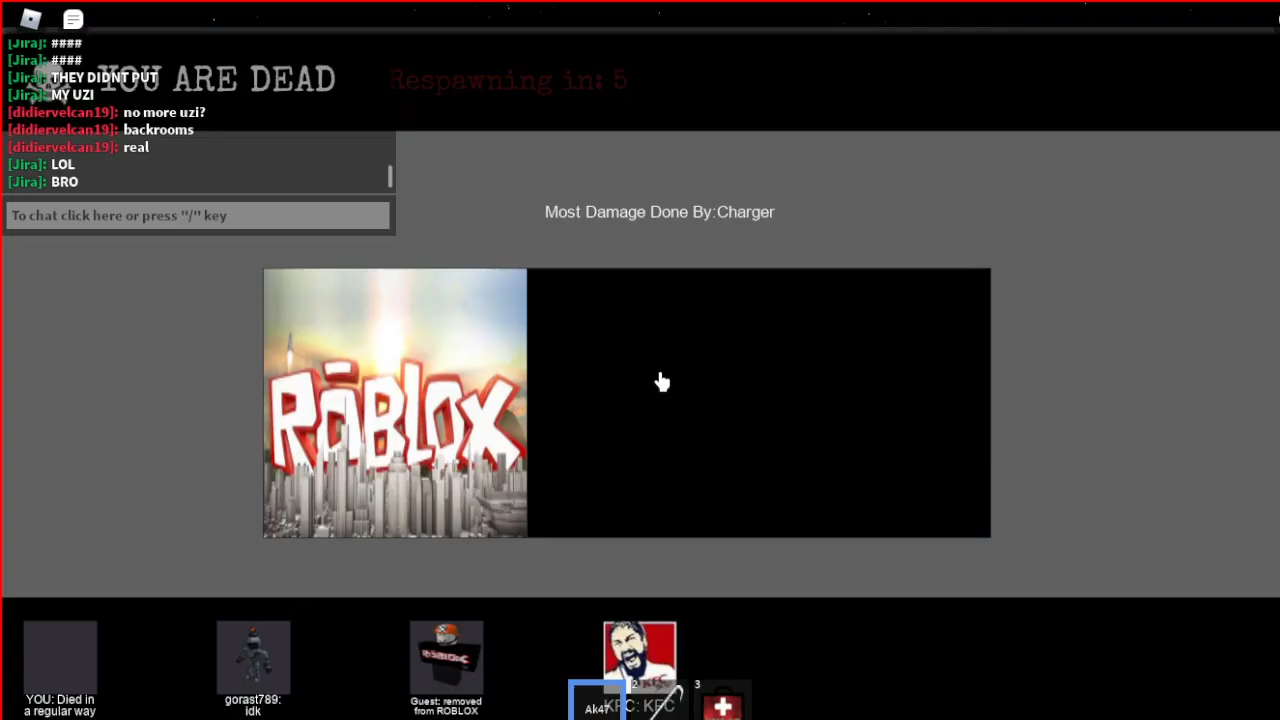 [Jira]: ####
[Jira]: ####
[Jira]: THEY DIDNT PUT
[Jira]: MY UZI
[didiervelcan19]: no more uzi?
[didiervelcan19]: backrooms
[didiervelcan19]: real
[Jira]: LOL
[Jira]: BRO
YOU ARE DEAD
Respawning in: 5
To chat click here or press "/" key
Most Damage Done By:Charger
ROBLOX
YOU: Died in
a regular way
gorast789:
idk
ROBLOX
Guest: removed
from ROBLOX
KFC
KFC: KFC
Ak47
2
3